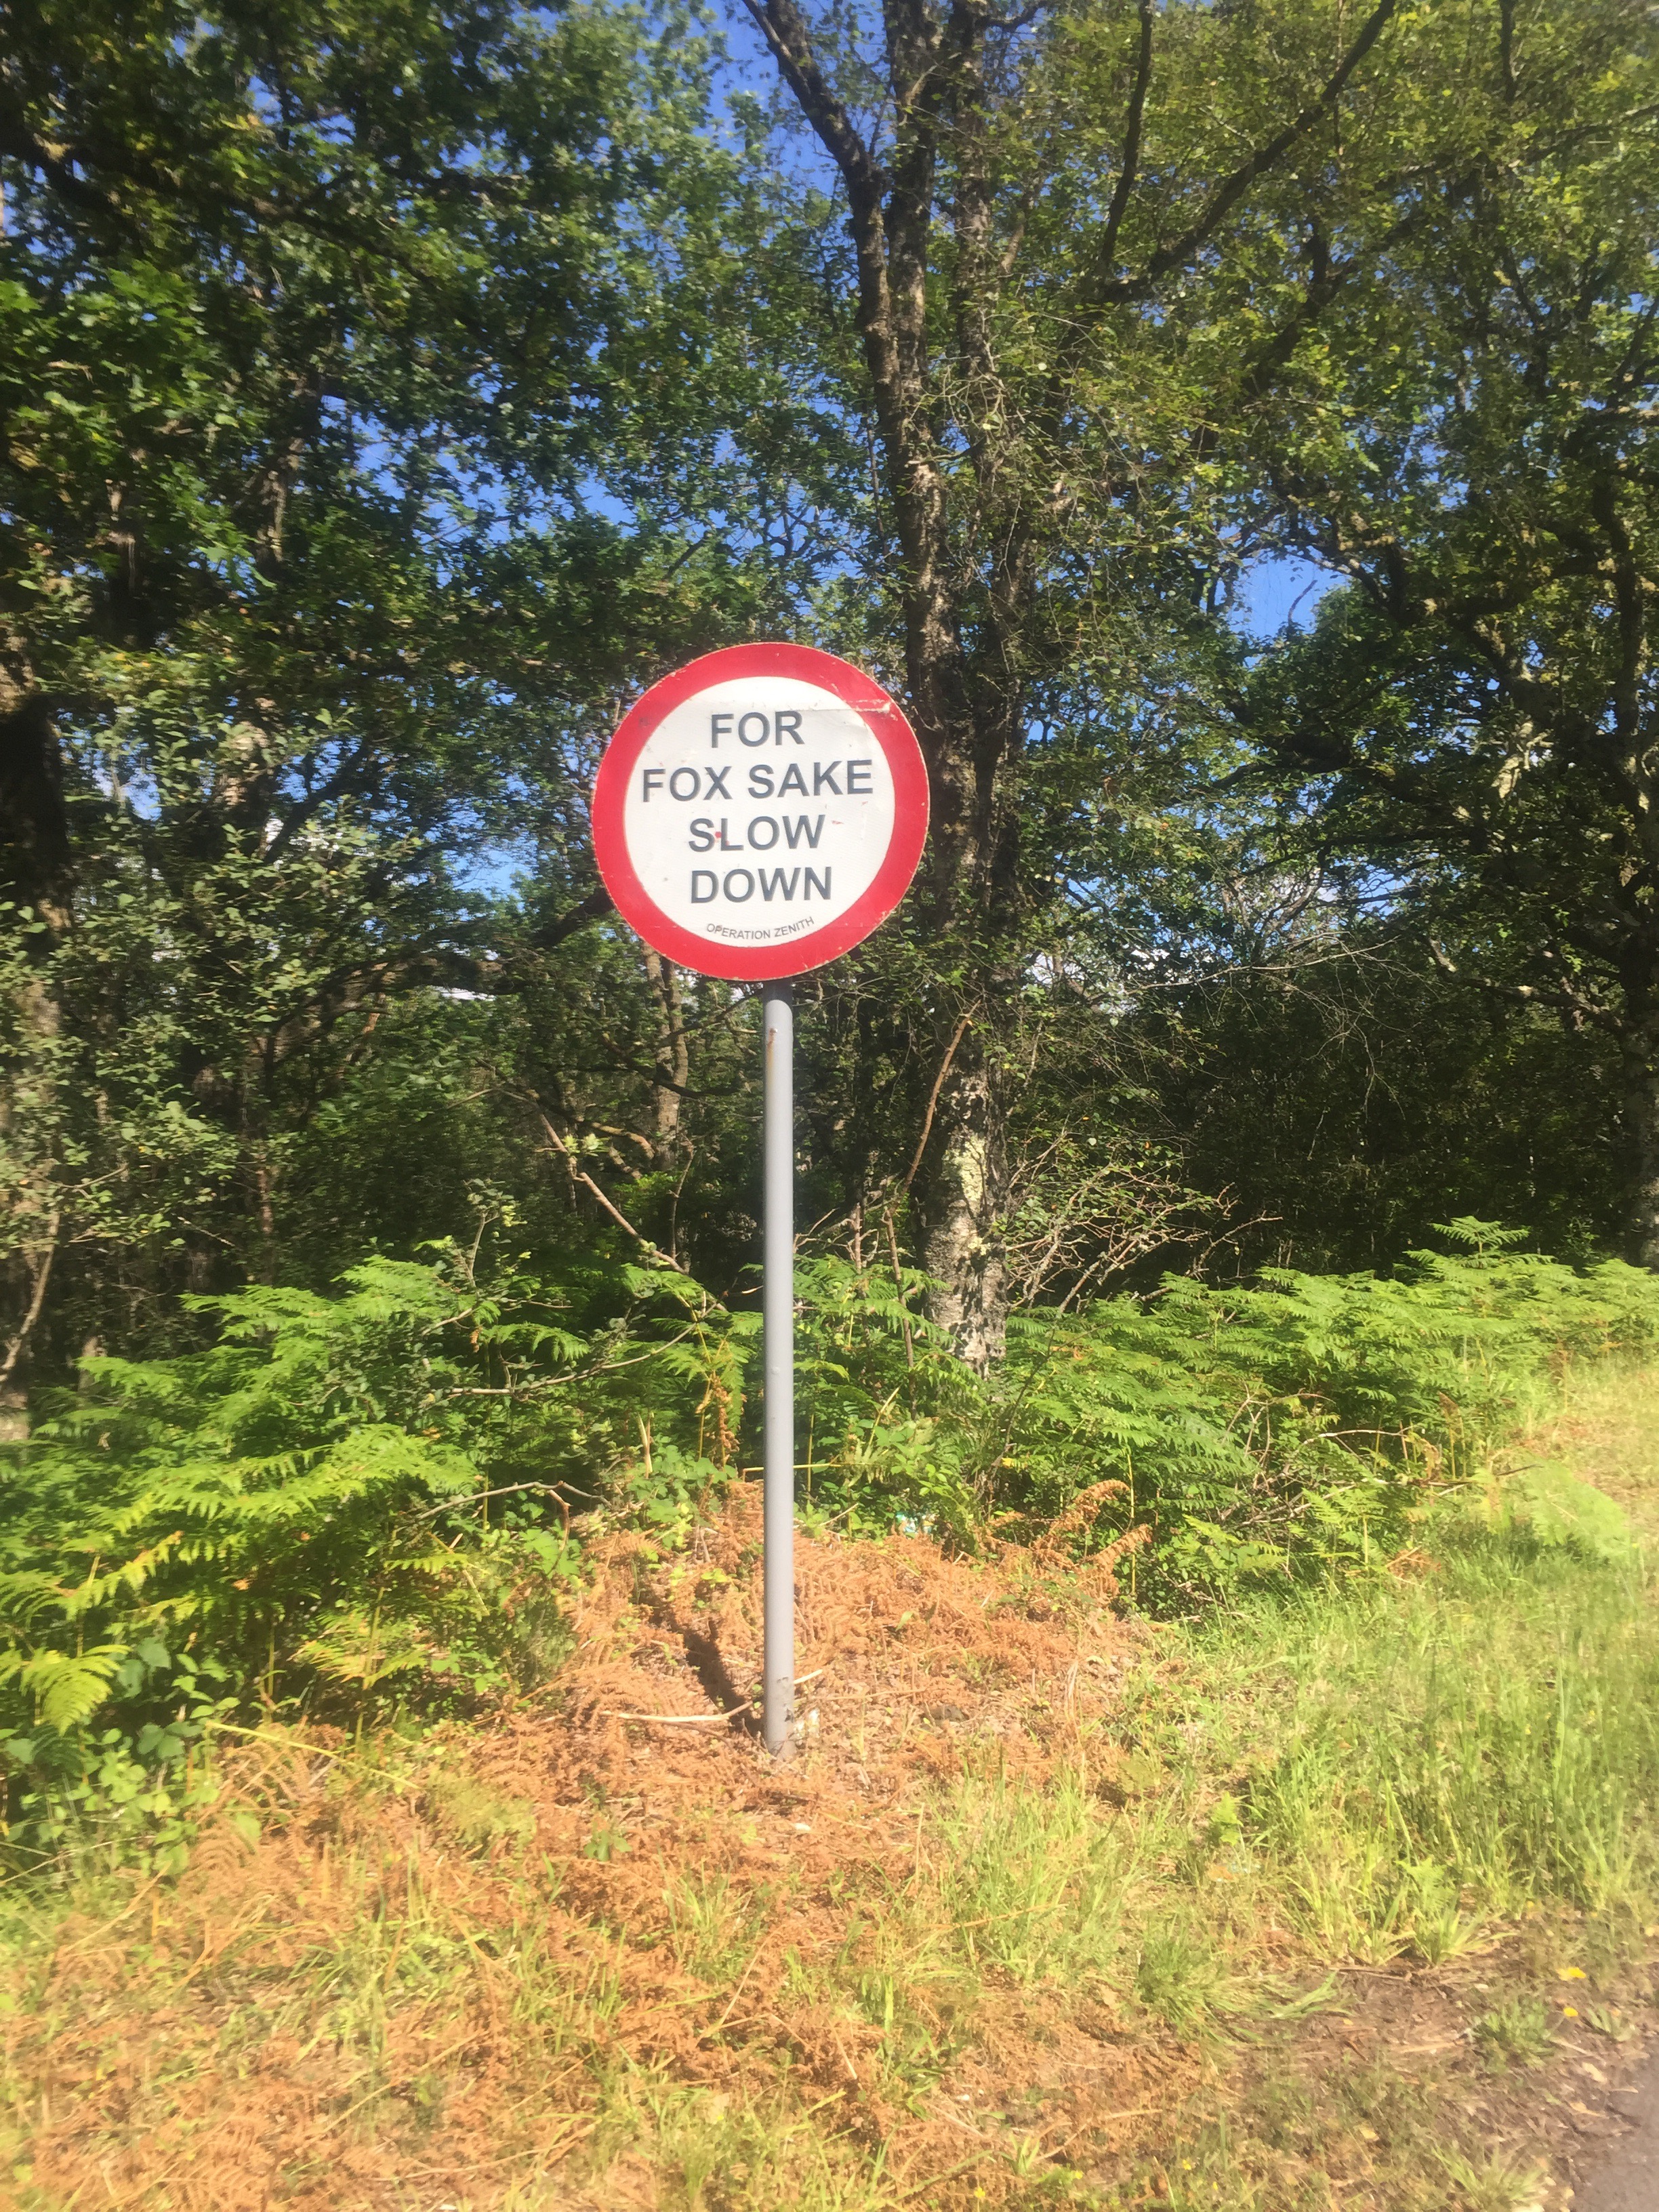 FOR
FOX SAKE
SLOW
DOWN
OPERATION ZENITH